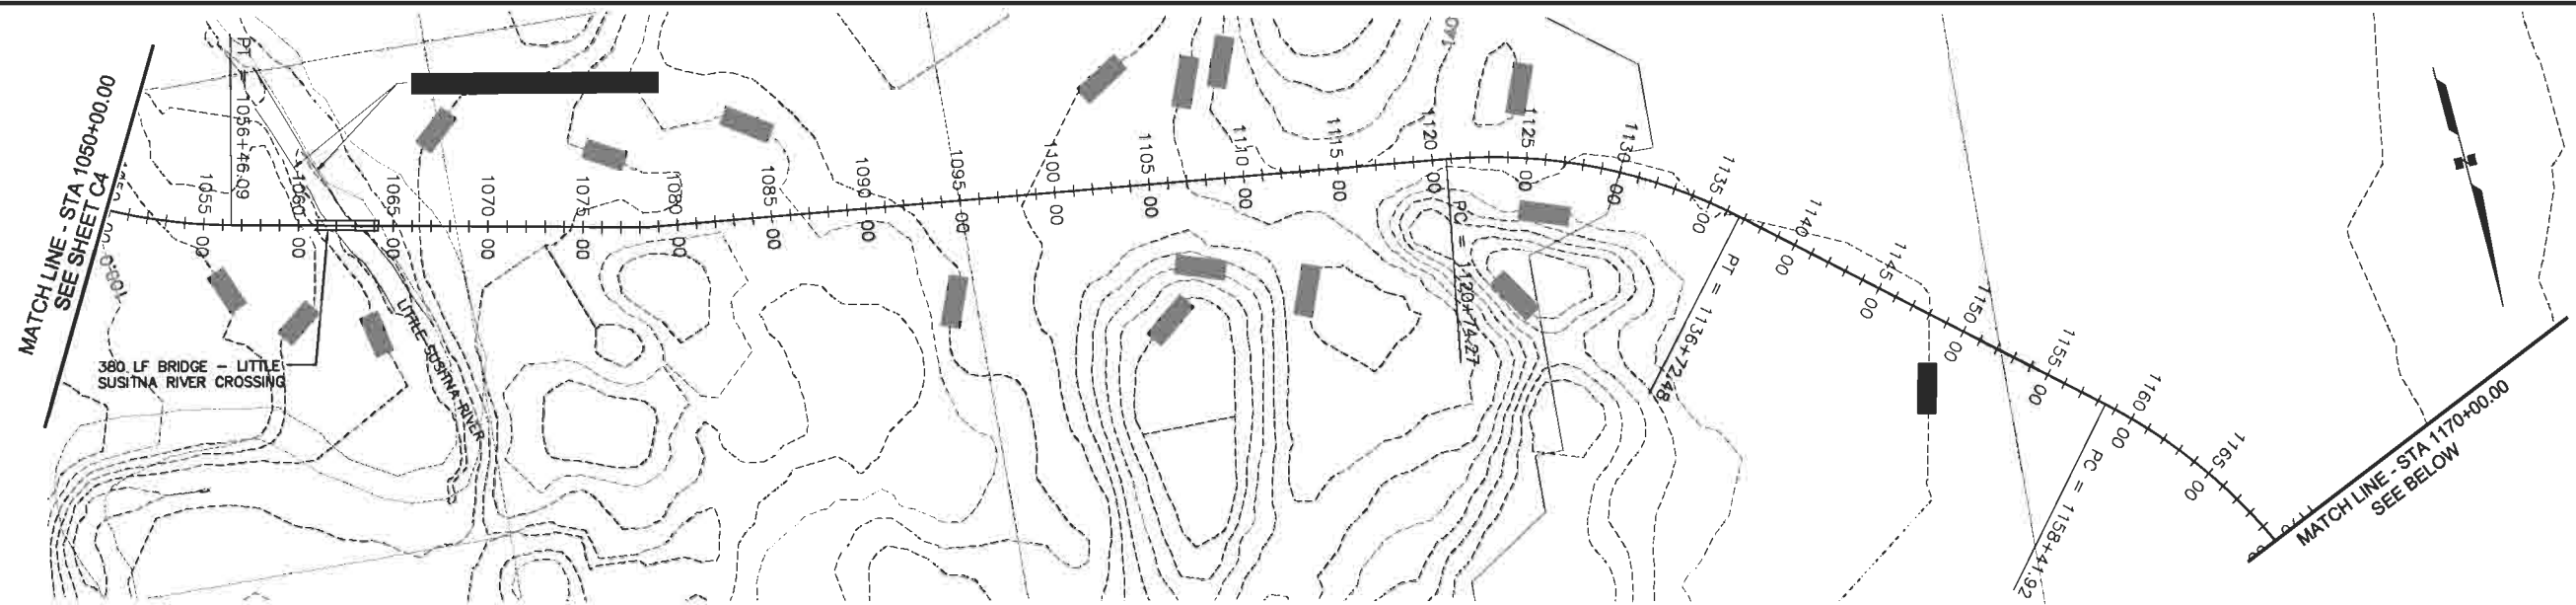 MATCH LINE - STA 1050+00.00
SEE SHEET C4
PT = 1056+46.09
380 LF BRIDGE – LITTLE
SUSITNA RIVER CROSSING
LITTLE SUSITNA RIVER
1055+00
1060+00
1065+00
1070+00
1075+00
1080+00
1085+00
1090+00
1095+00
1100+00
1105+00
1110+00
1115+00
1120+00
1125+00
1130+00
1135+00
1140+00
1145+00
1150+00
1155+00
1160+00
1165+00
140
PC = 1120+74.27
PT = 1136+72.48
PC = 1158+41.92
MATCH LINE - STA 1170+00.00
SEE BELOW